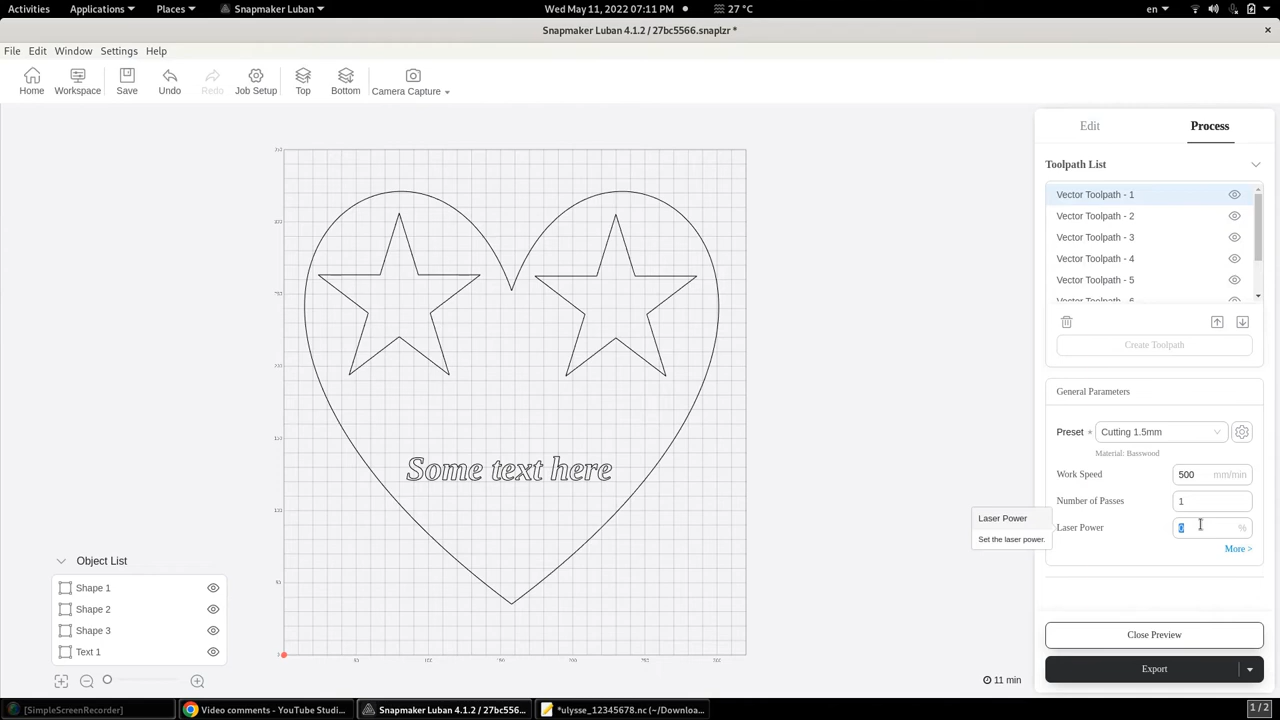 Activities Applications Places Snapmaker Luban Wed May 11, 2022 07:11 PM 27 °C en
Snapmaker Luban 4.1.2 / 27bc5566.snaplzr *
File Edit Window Settings Help
Home Workspace Save Undo Redo Job Setup Top Bottom Camera Capture
Edit Process
Toolpath List
Vector Toolpath - 1
Vector Toolpath - 2
Vector Toolpath - 3
Vector Toolpath - 4
Vector Toolpath - 5
Vector Toolpath - 6
Create Toolpath
General Parameters
Preset * Cutting 1.5mm
Material: Basswood
Work Speed 500 mm/min
Number of Passes 1
Laser Power 0 %
Laser Power
Set the laser power.
More >
Some text here
Object List
Shape 1
Shape 2
Shape 3
Text 1
Close Preview
Export
11 min
[SimpleScreenRecorder] Video comments - YouTube Studi... Snapmaker Luban 4.1.2 / 27bc556... *ulysse_12345678.nc (~/Downloa... 1 / 2